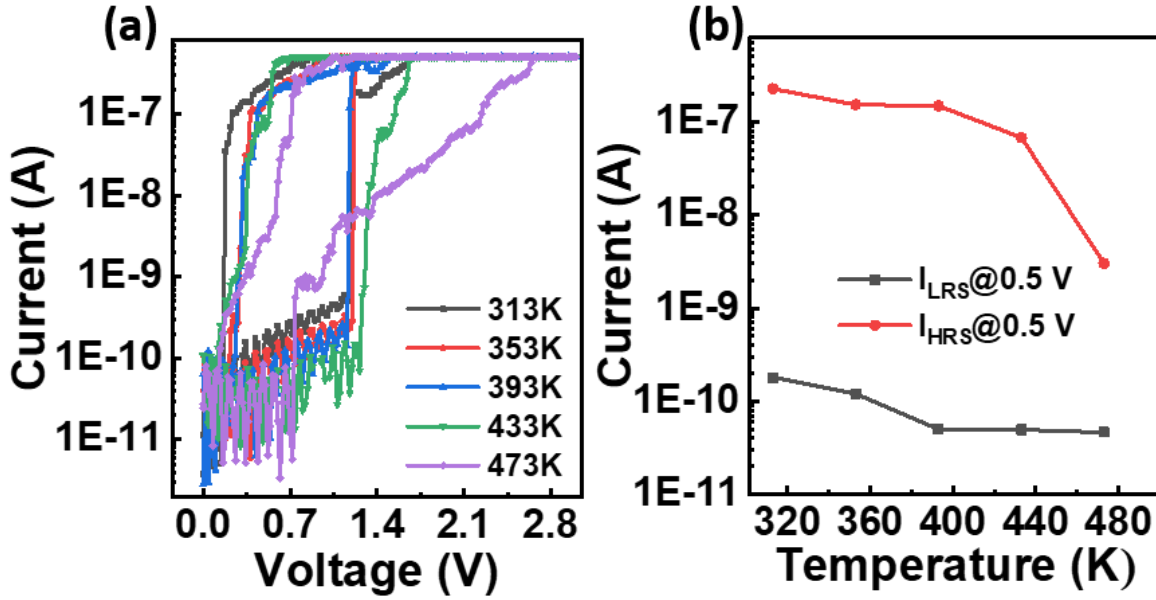 (a)
Current (A)
1E-7
1E-8
1E-9
1E-10
1E-11
313K
353K
393K
433K
473K
0.0 0.7 1.4 2.1 2.8
Voltage (V)
(b)
Current (A)
1E-7
1E-8
1E-9
1E-10
1E-11
I_LRS@0.5 V
I_HRS@0.5 V
320 360 400 440 480
Temperature (K)